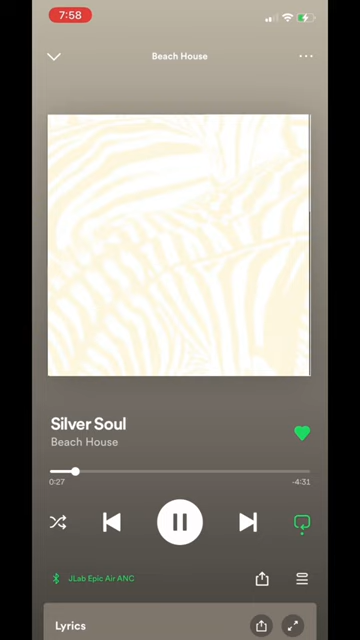 7:58
Beach House
Silver Soul
Beach House
0:27
-4:31
JLab Epic Air ANC
Lyrics